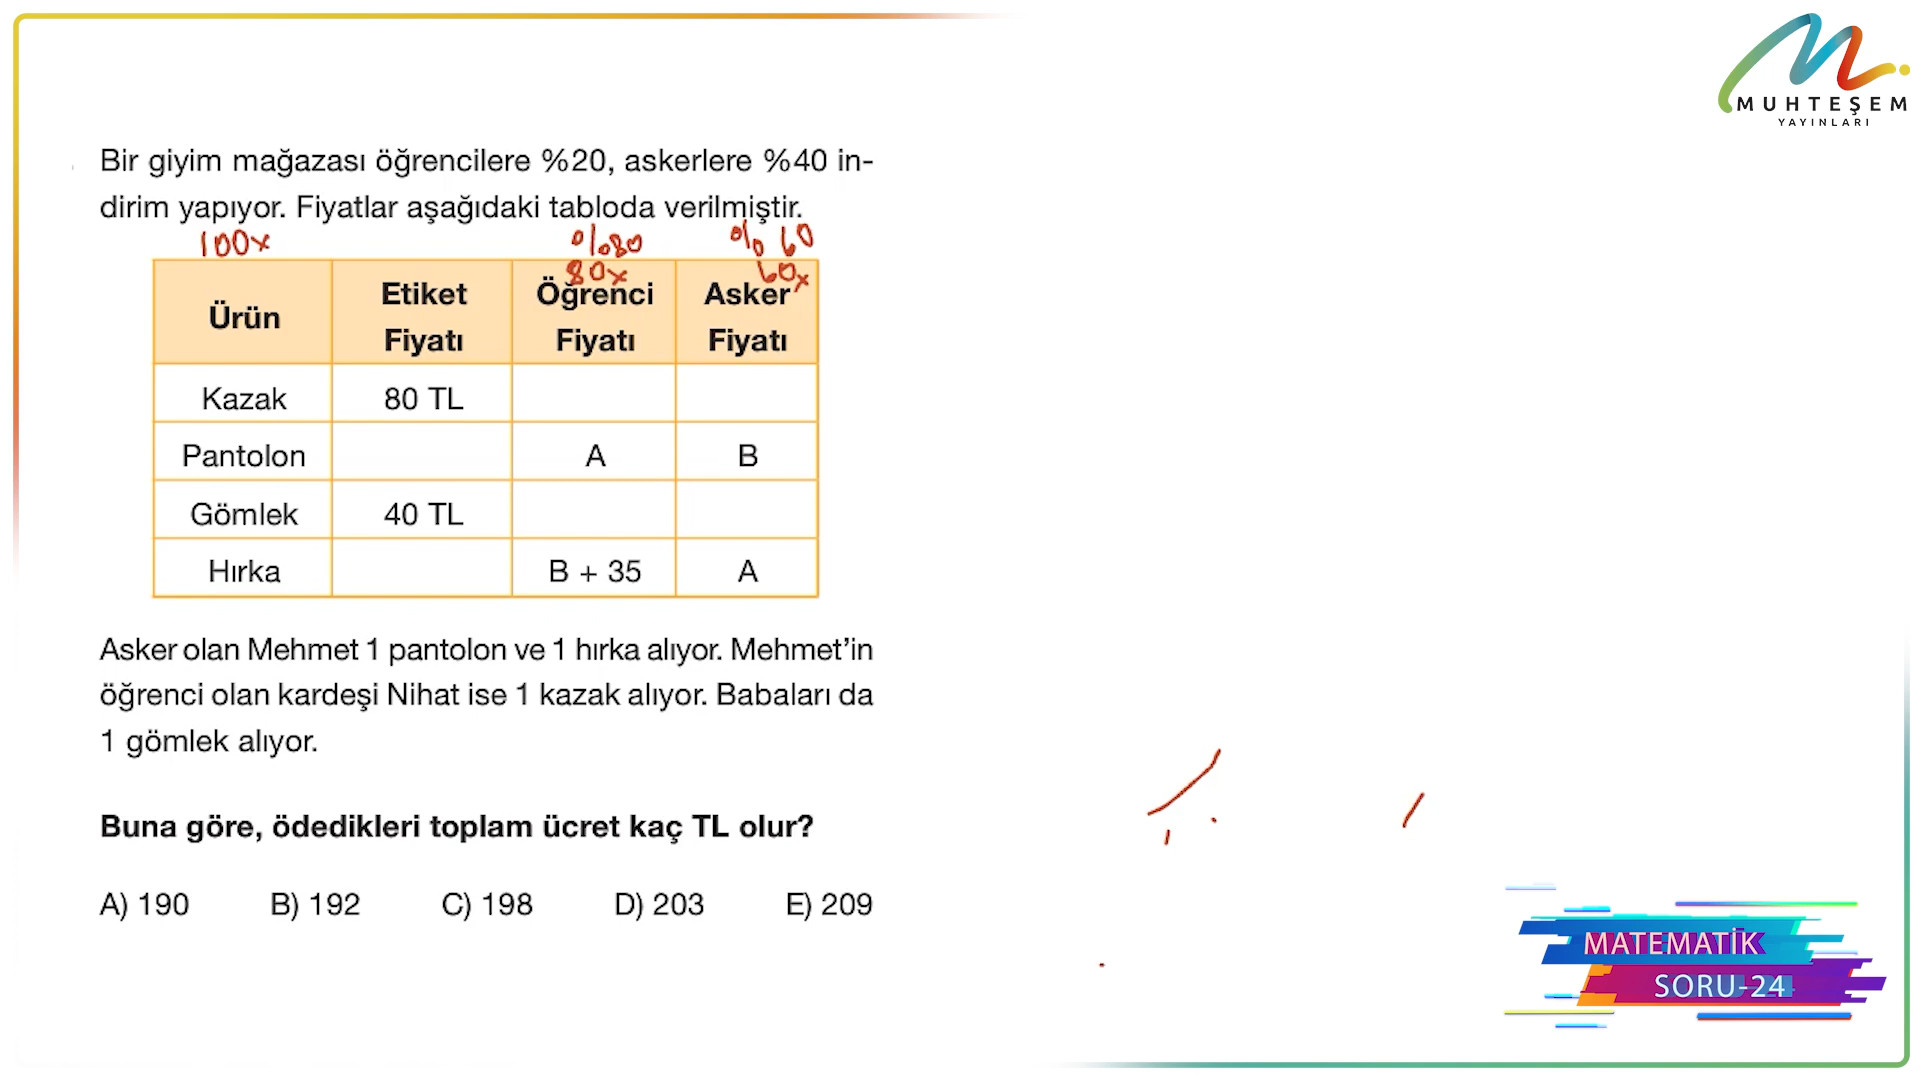 MUHTEŞEM
YAYINLARI
Bir giyim mağazası öğrencilere %20, askerlere %40 in-
dirim yapıyor. Fiyatlar aşağıdaki tabloda verilmiştir.
100x %80 % 60
80x 60x
Ürün Etiket Fiyatı Öğrenci Fiyatı Asker Fiyatı
Kazak 80 TL
Pantolon A B
Gömlek 40 TL
Hırka B + 35 A
Asker olan Mehmet 1 pantolon ve 1 hırka alıyor. Mehmet'in
öğrenci olan kardeşi Nihat ise 1 kazak alıyor. Babaları da
1 gömlek alıyor.
Buna göre, ödedikleri toplam ücret kaç TL olur?
A) 190 B) 192 C) 198 D) 203 E) 209
MATEMATİK
SORU-24